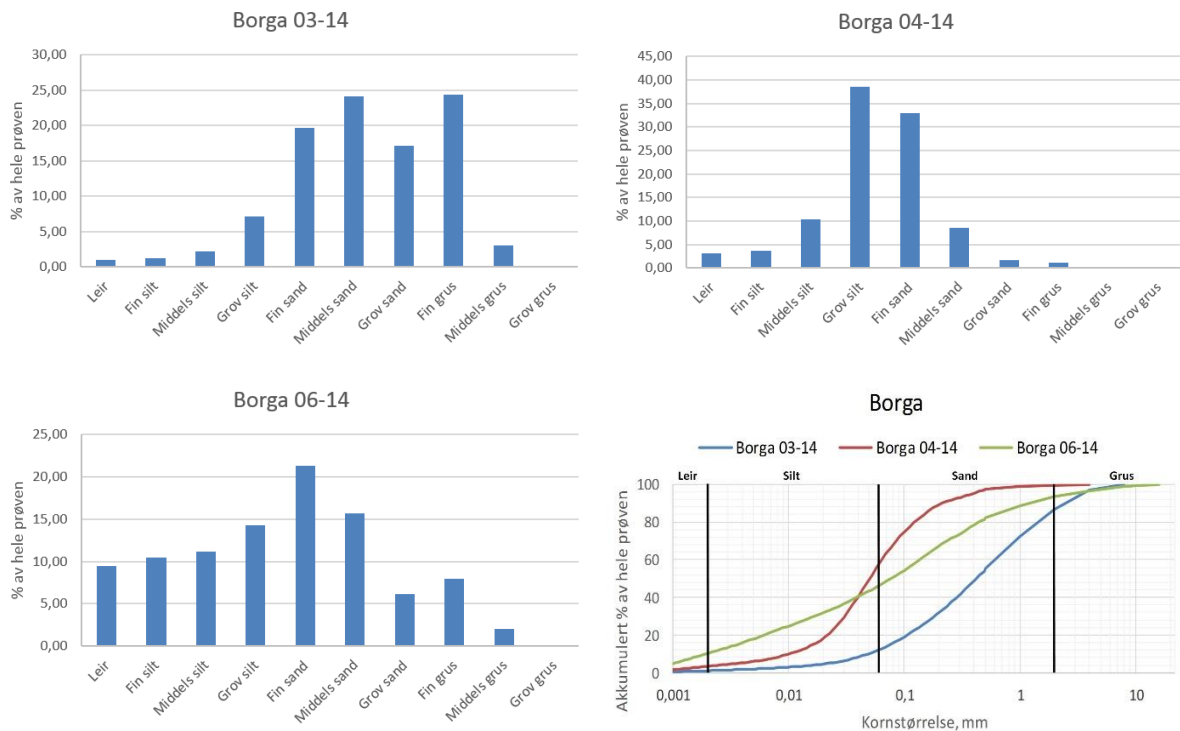 Borga 03-14
30,00
25,00
20,00
15,00
10,00
5,00
0,00
% av hele prøven
Leir
Fin silt
Middels silt
Grov silt
Fin sand
Middels sand
Grov sand
Fin grus
Middels grus
Grov grus
Borga 04-14
45,00
40,00
35,00
30,00
25,00
20,00
15,00
10,00
5,00
0,00
% av hele prøven
Leir
Fin silt
Middels silt
Grov silt
Fin sand
Middels sand
Grov sand
Fin grus
Middels grus
Grov grus
Borga 06-14
25,00
20,00
15,00
10,00
5,00
0,00
% av hele prøven
Leir
Fin silt
Middels silt
Grov silt
Fin sand
Middels sand
Grov sand
Fin grus
Middels grus
Grov grus
Borga
Borga 03-14 Borga 04-14 Borga 06-14
Leir Silt Sand Grus
100
80
60
40
20
0
Akkumulert % av hele prøven
0,001 0,01 0,1 1 10
Kornstørrelse, mm